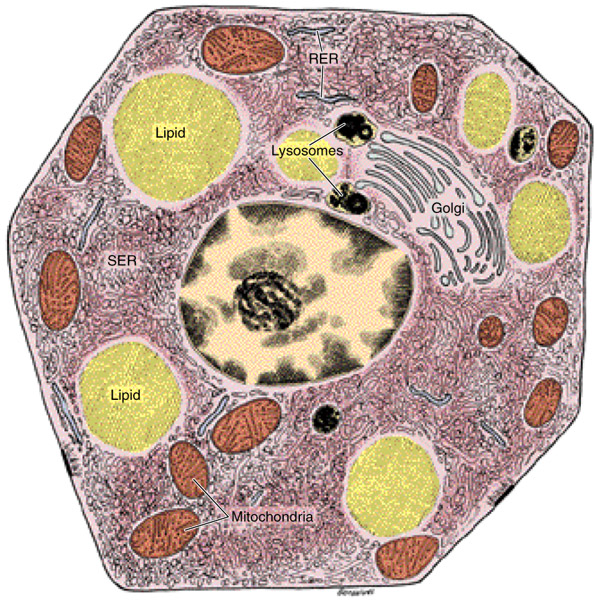 RER
Lipid
Lysosomes
Golgi
SER
Lipid
Mitochondria